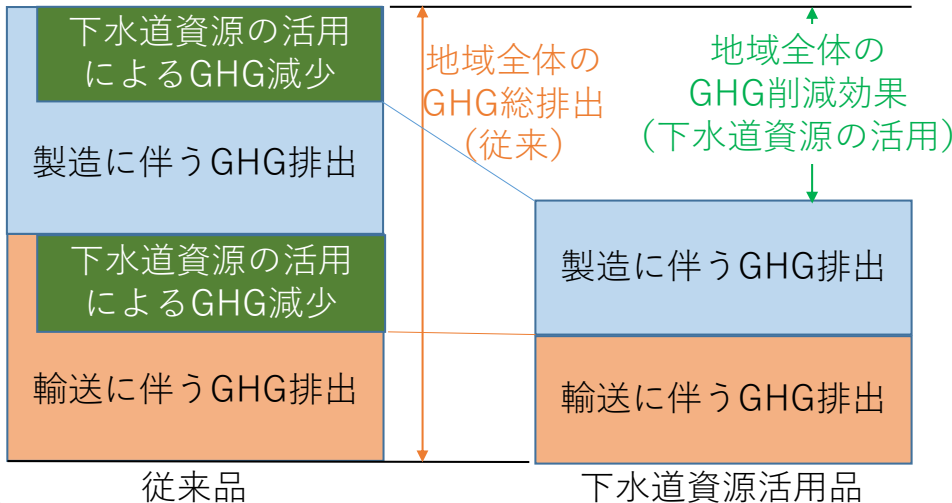 下水道資源の活用
によるGHG減少
製造に伴うGHG排出
下水道資源の活用
によるGHG減少
輸送に伴うGHG排出
従来品
地域全体の
GHG総排出
(従来)
地域全体の
GHG削減効果
(下水道資源の活用)
製造に伴うGHG排出
輸送に伴うGHG排出
下水道資源活用品